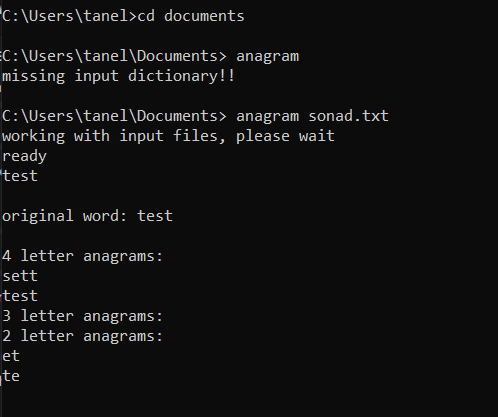 C:\Users\tanel>cd documents
C:\Users\tanel\Documents> anagram
missing input dictionary!!
C:\Users\tanel\Documents> anagram sonad.txt
working with input files, please wait
ready
test
original word: test
4 letter anagrams:
sett
test
3 letter anagrams:
2 letter anagrams:
et
te